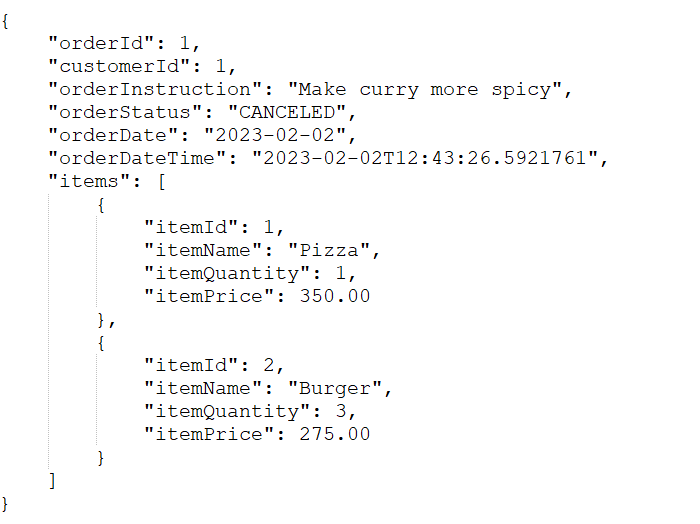 {
    "orderId": 1,
    "customerId": 1,
    "orderInstruction": "Make curry more spicy",
    "orderStatus": "CANCELED",
    "orderDate": "2023-02-02",
    "orderDateTime": "2023-02-02T12:43:26.5921761",
    "items": [
        {
            "itemId": 1,
            "itemName": "Pizza",
            "itemQuantity": 1,
            "itemPrice": 350.00
        },
        {
            "itemId": 2,
            "itemName": "Burger",
            "itemQuantity": 3,
            "itemPrice": 275.00
        }
    ]
}